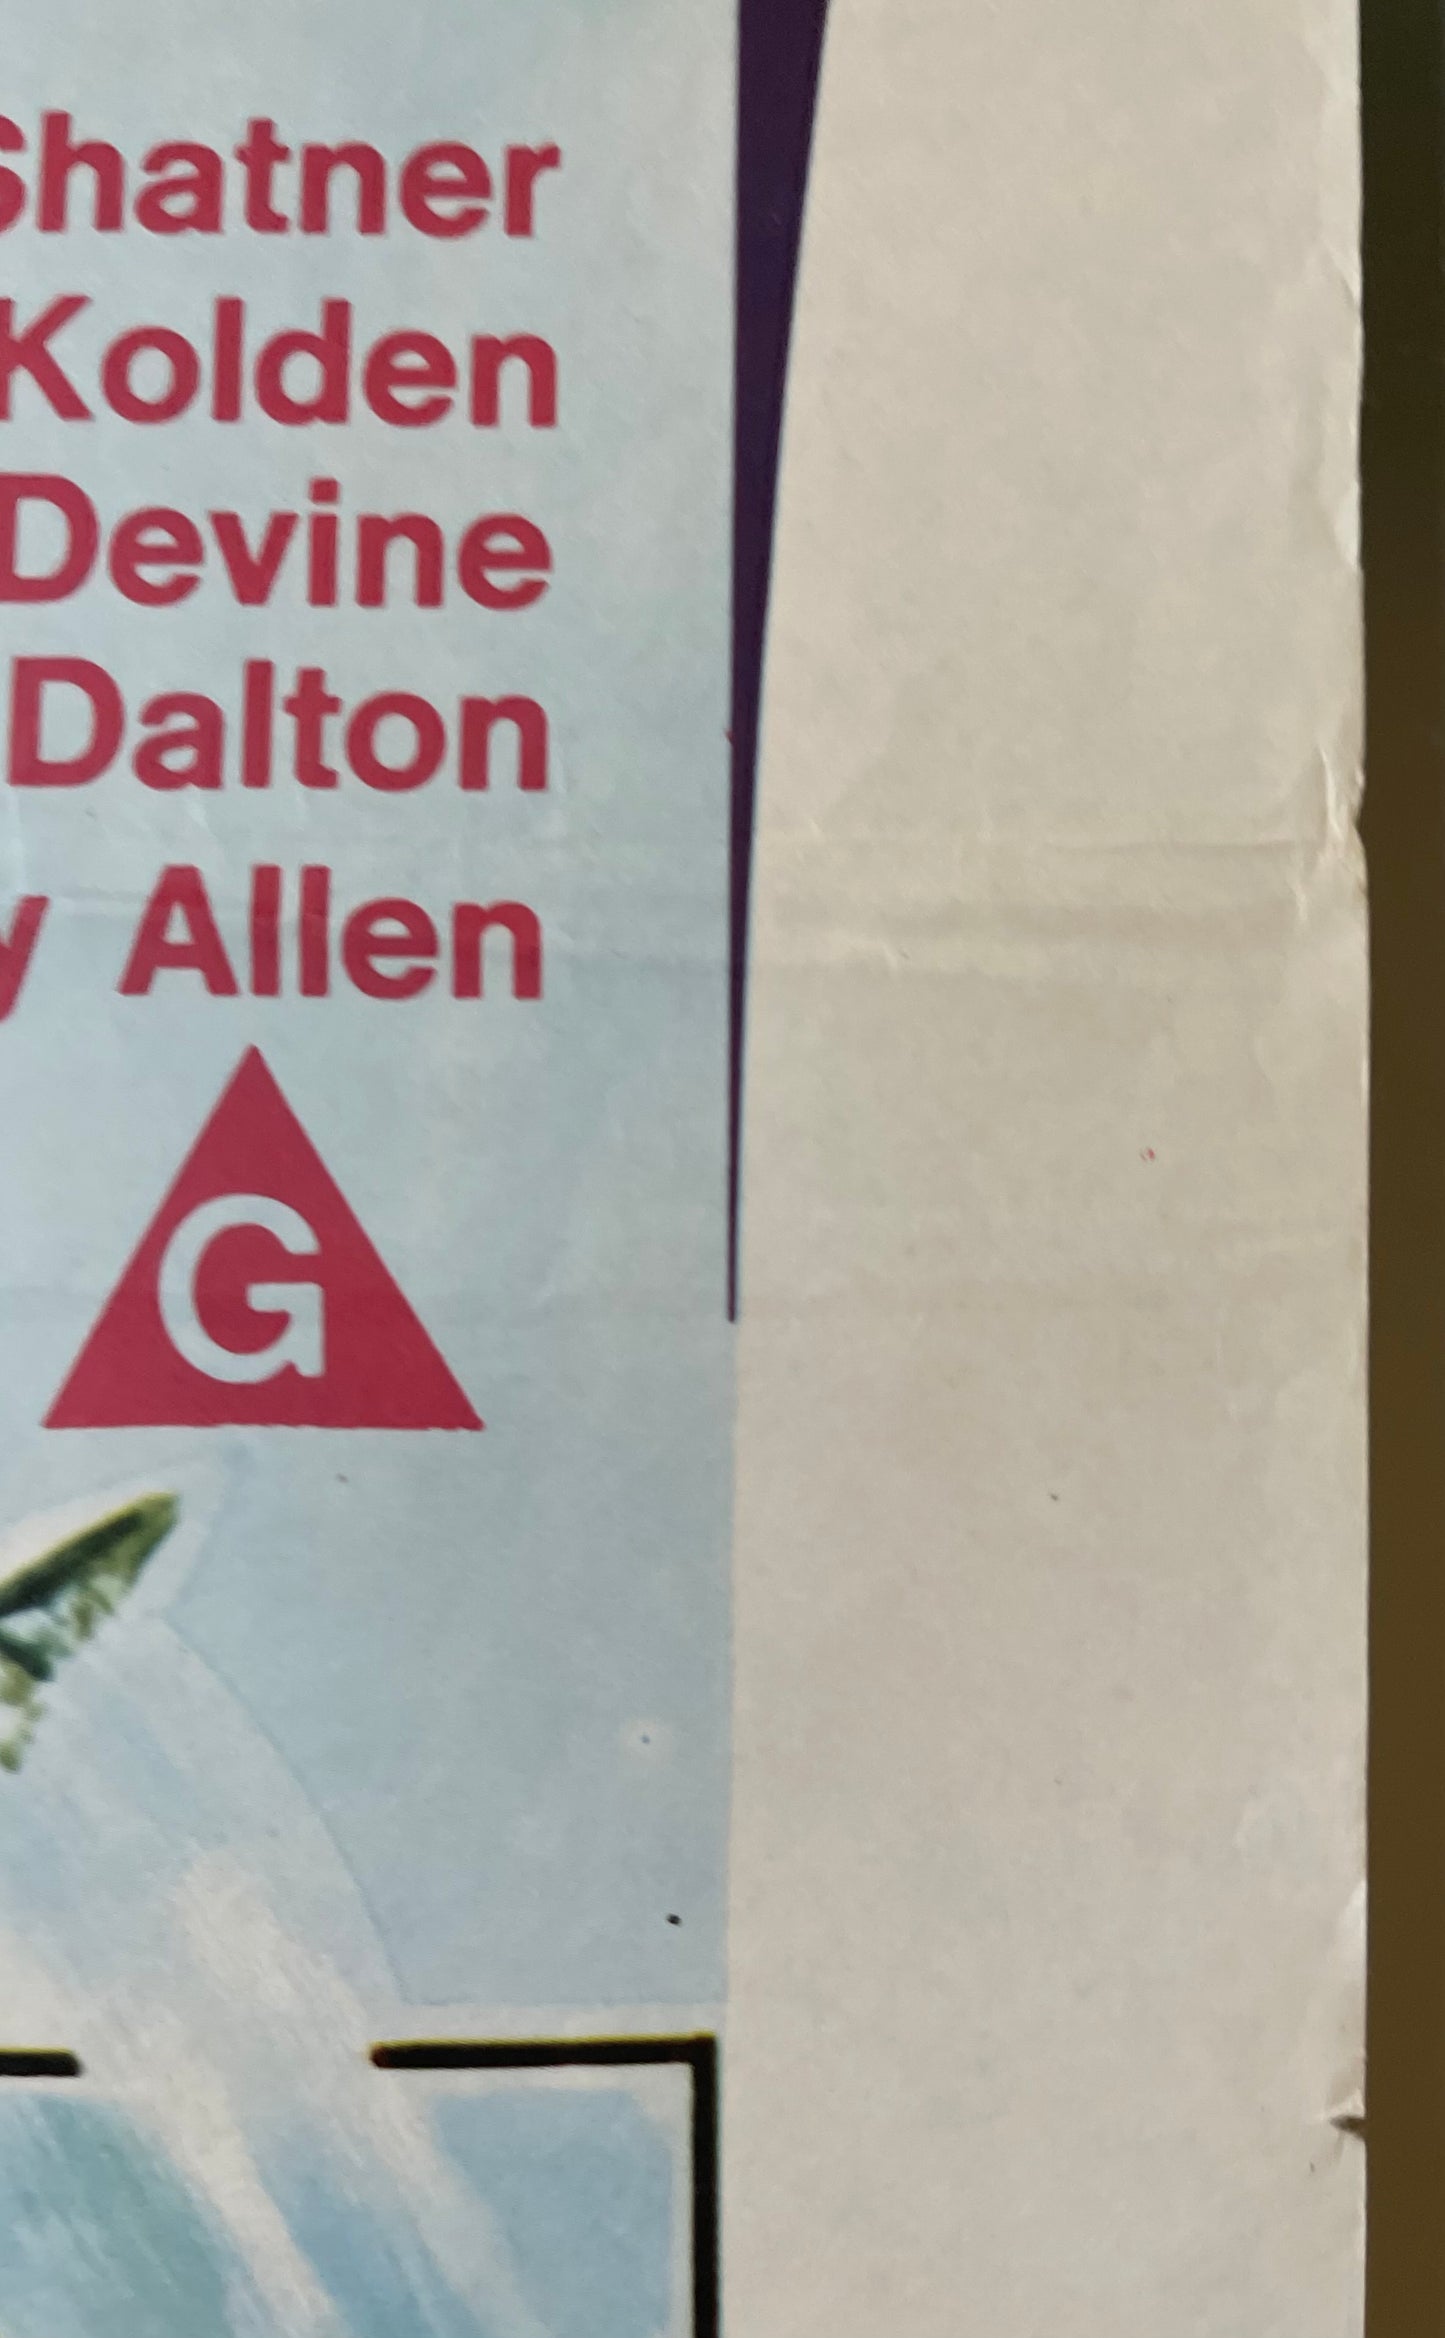 Shatner
Kolden
Devine
Dalton
y Allen
G